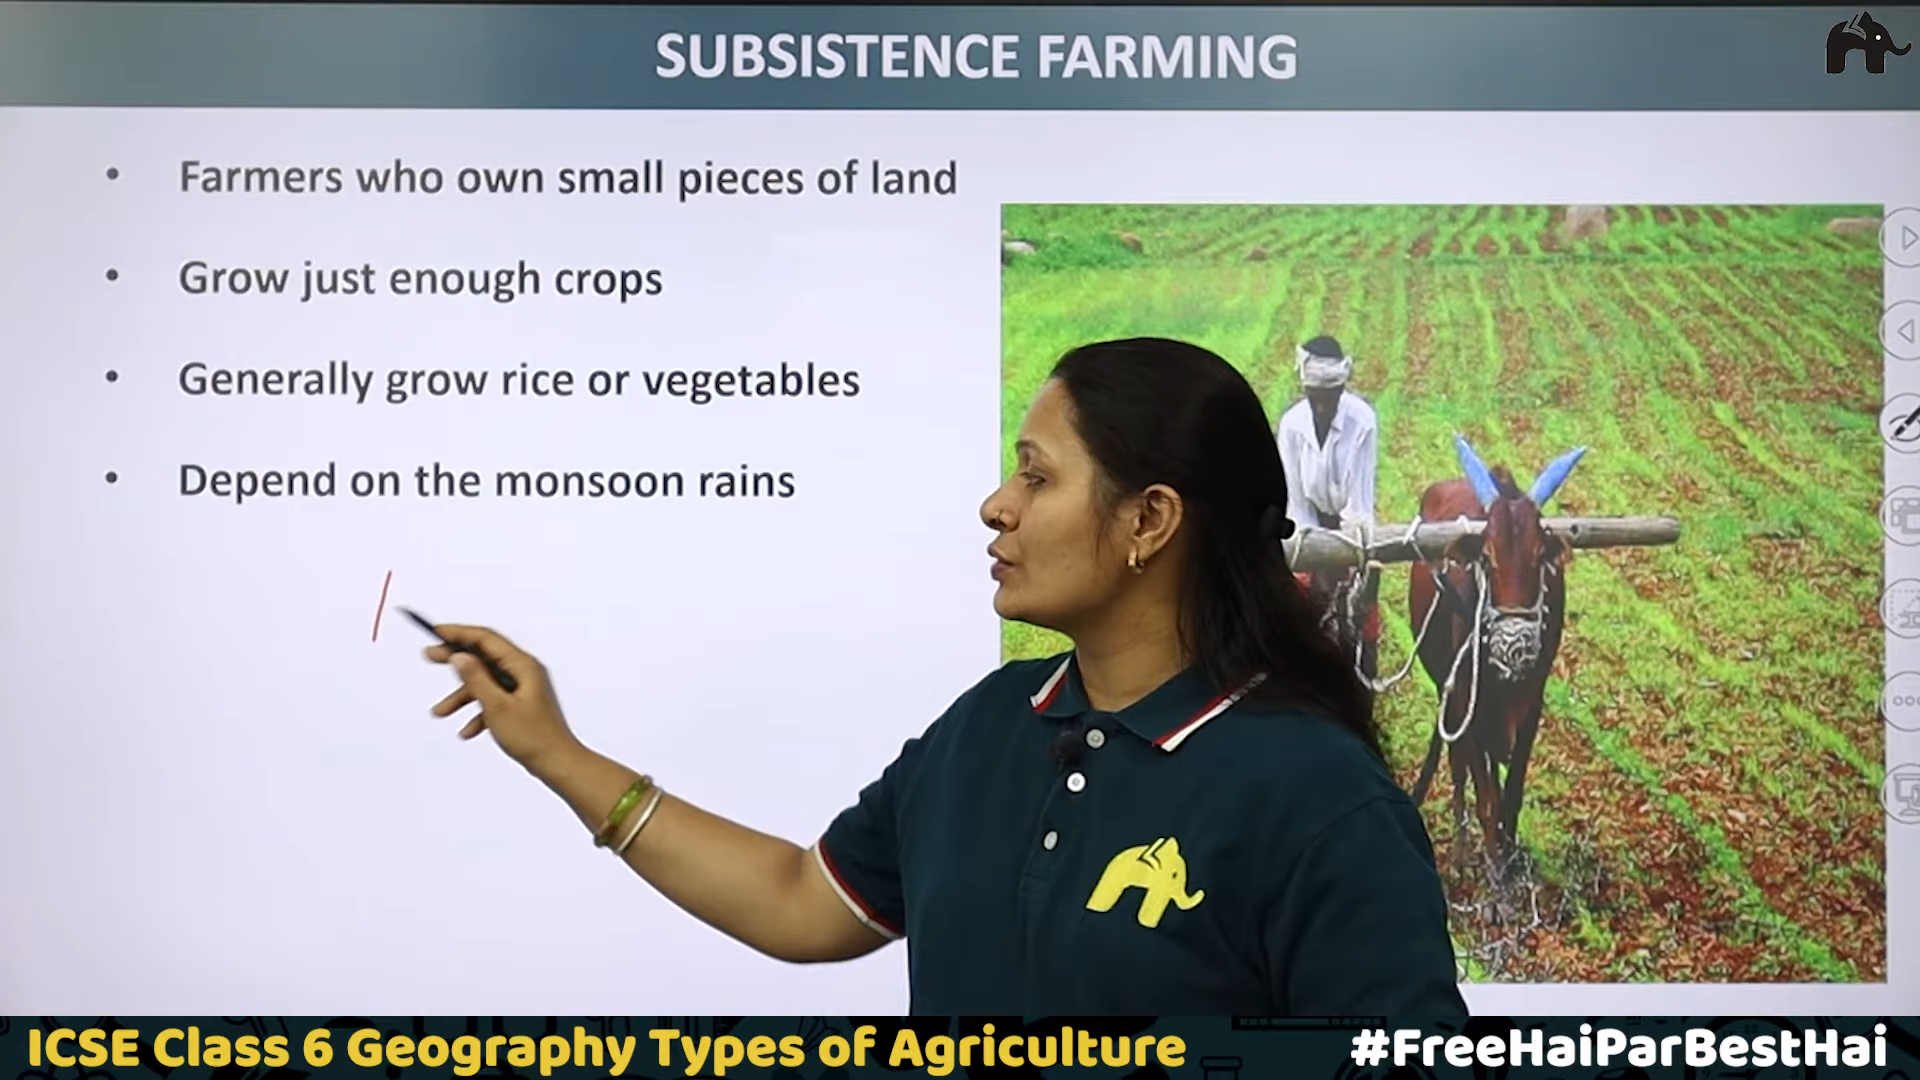 SUBSISTENCE FARMING
• Farmers who own small pieces of land
• Grow just enough crops
• Generally grow rice or vegetables
• Depend on the monsoon rains
ICSE Class 6 Geography Types of Agriculture
#FreeHaiParBestHai